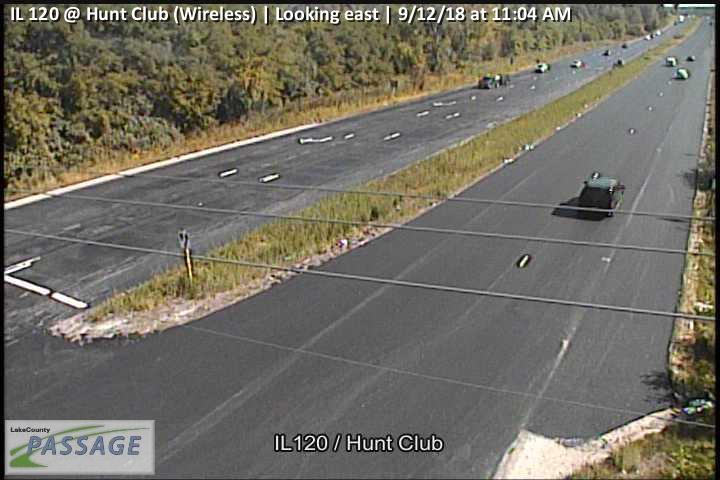 IL 120 @ Hunt Club (Wireless) | Looking east | 9/12/18 at 11:04 AM
LakeCounty
PASSAGE
IL120 / Hunt Club